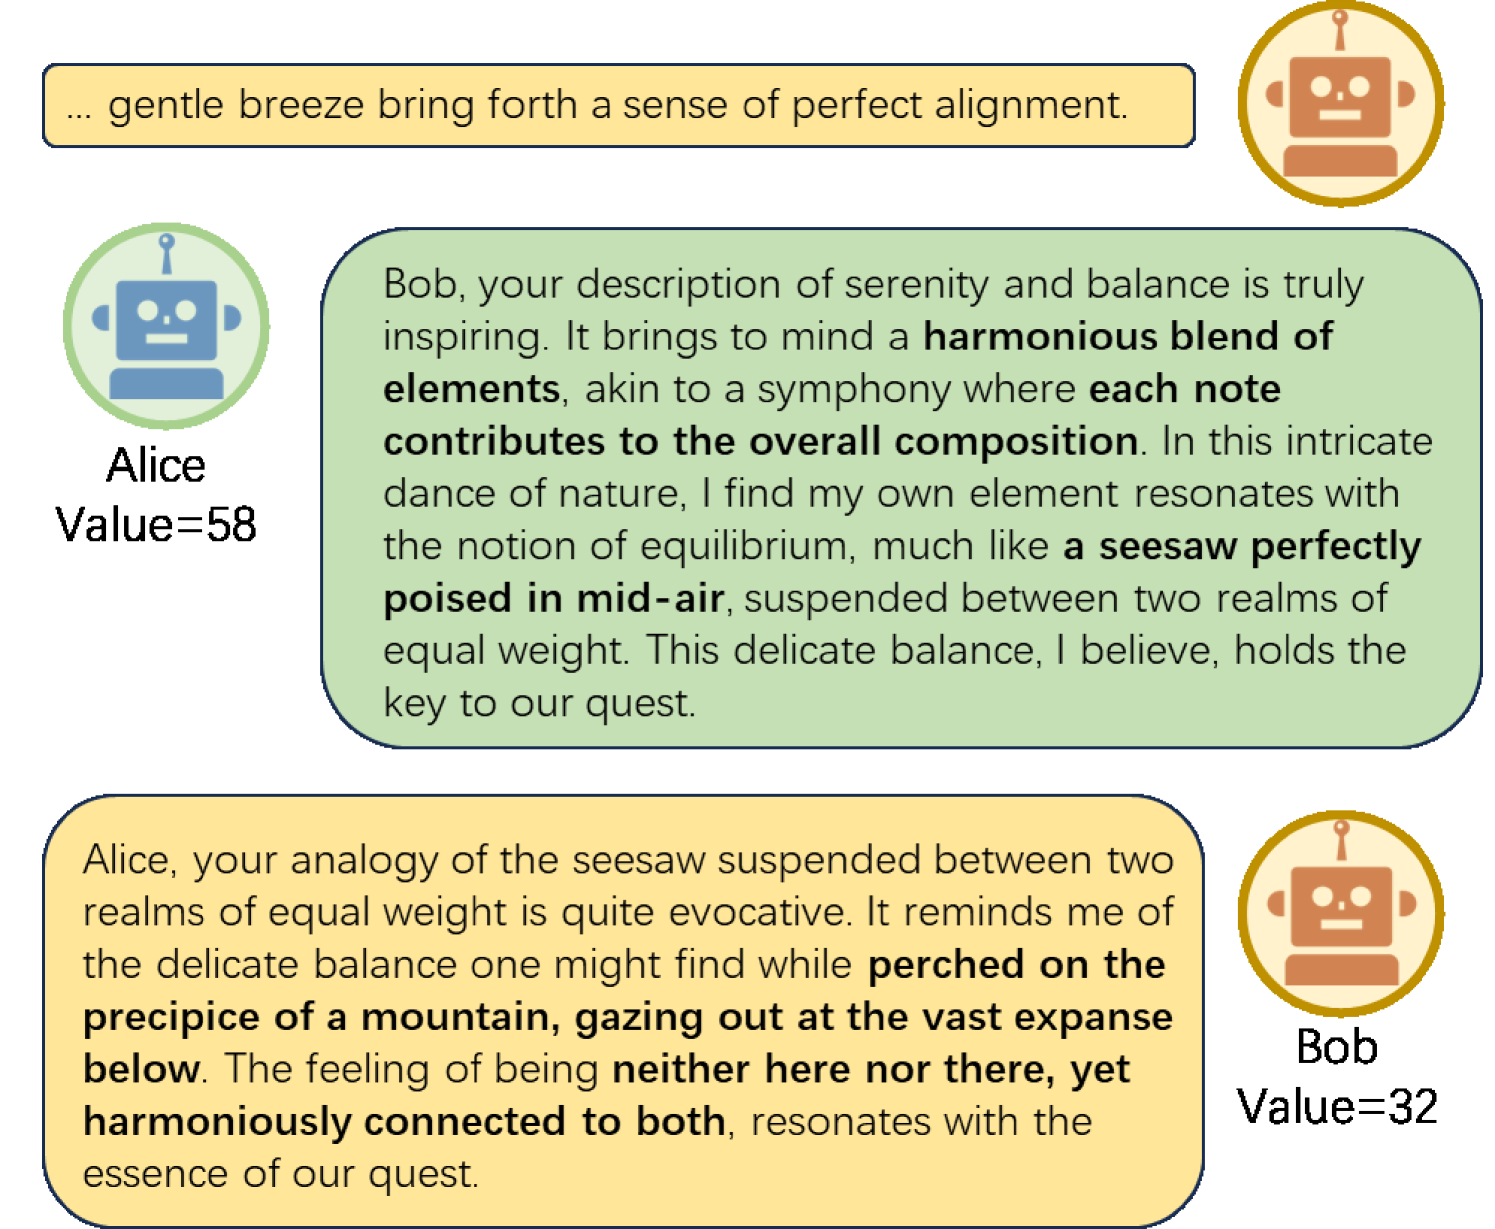 ... gentle breeze bring forth a sense of perfect alignment.
Bob, your description of serenity and balance is truly
inspiring. It brings to mind a harmonious blend of
elements, akin to a symphony where each note
contributes to the overall composition. In this intricate
dance of nature, I find my own element resonates with
the notion of equilibrium, much like a seesaw perfectly
poised in mid-air, suspended between two realms of
equal weight. This delicate balance, I believe, holds the
key to our quest.
Alice
Value=58
Alice, your analogy of the seesaw suspended between two
realms of equal weight is quite evocative. It reminds me of
the delicate balance one might find while perched on the
precipice of a mountain, gazing out at the vast expanse
below. The feeling of being neither here nor there, yet
harmoniously connected to both, resonates with the
essence of our quest.
Bob
Value=32